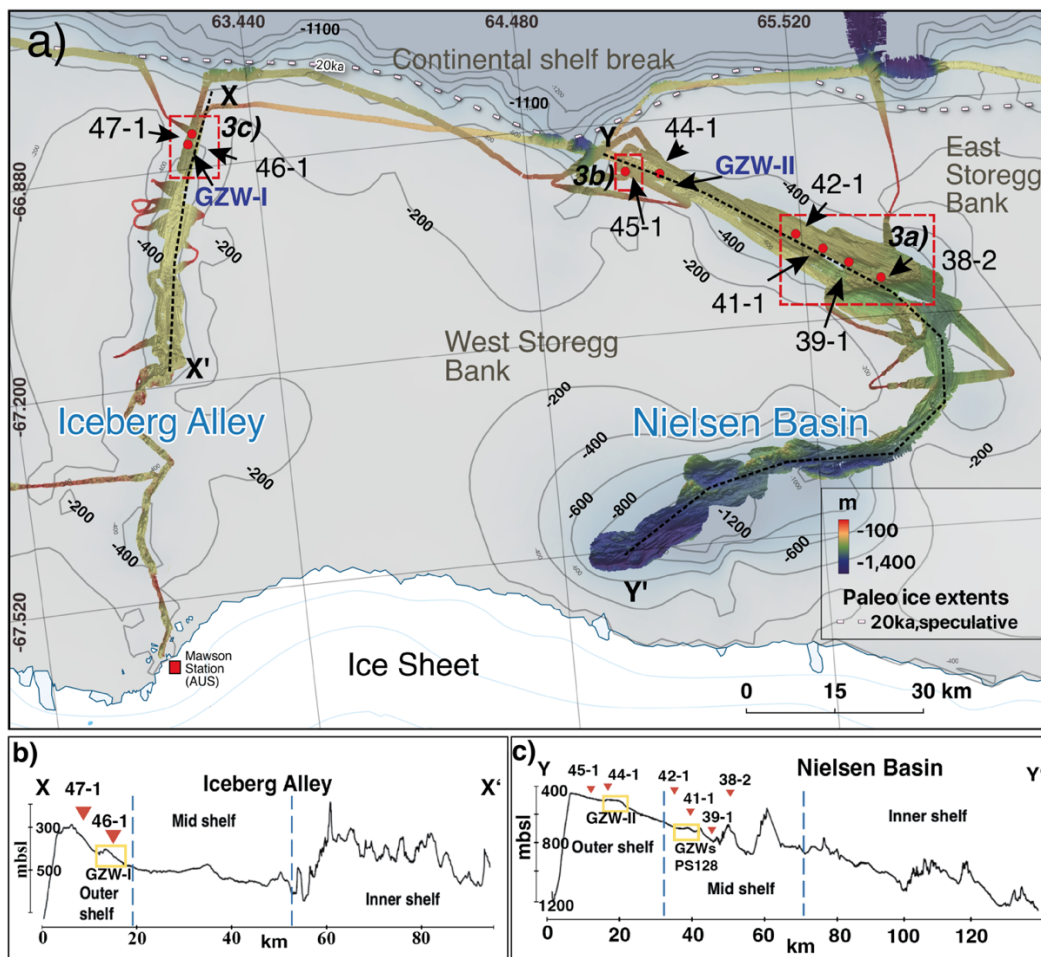 a)
63.440
64.480
65.520
-1100
-1100
-20ka
Continental shelf break
-1100
X
47-1
3c)
46-1
GZW-I
Y
44-1
3b)
GZW-II
45-1
42-1
East
Storegg
Bank
3a)
38-2
41-1
39-1
-66.880
-400
-200
-200
-400
-400
-200
West Storegg
Bank
X'
-67.200
Iceberg Alley
Nielsen Basin
-200
-200
-400
-200
-200
-600
-800
-1200
-600
-400
-67.520
Y'
m
-100
-1,400
Paleo ice extents
20ka,speculative
Mawson
Station
(AUS)
Ice Sheet
0 15 30 km
b)
X
Iceberg Alley
X'
47-1
46-1
Mid shelf
300
mbsl
500
GZW-I
Outer
shelf
Inner shelf
0 20 40 60 80
km
c)
Y
Nielsen Basin
Y'
45-1 44-1 42-1 38-2
41-1
39-1
400
mbsl
800
1200
GZW-II
Outer shelf
GZWs
PS128
Mid shelf
Inner shelf
0 20 40 60 80 100 120
km